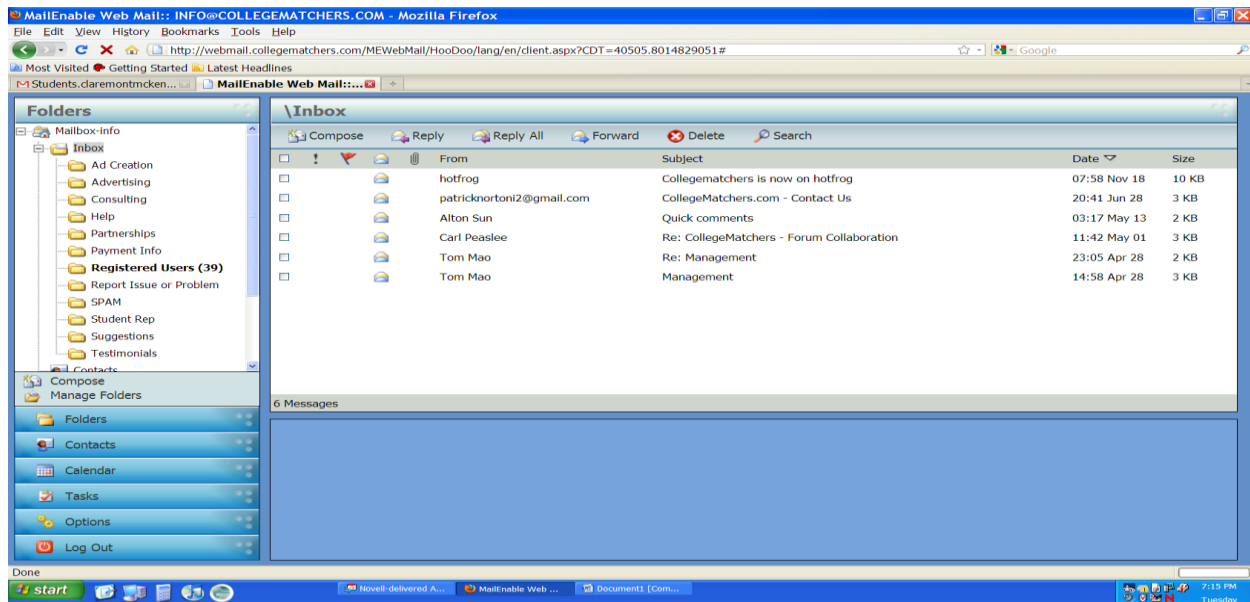 MailEnable Web Mail:: INFO@COLLEGEMATCHERS.COM - Mozilla Firefox
File Edit View History Bookmarks Tools Help
http://webmail.collegematchers.com/MEWebMail/HooDoo/lang/en/client.aspx?CDT=40505.8014829051# Google
Most Visited Getting Started Latest Headlines
Students.claremontmcken... MailEnable Web Mail::...
Folders
Mailbox-info
Inbox
Ad Creation
Advertising
Consulting
Help
Partnerships
Payment Info
Registered Users (39)
Report Issue or Problem
SPAM
Student Rep
Suggestions
Testimonials
Contacts
Compose
Manage Folders
Folders
Contacts
Calendar
Tasks
Options
Log Out
\Inbox
Compose Reply Reply All Forward Delete Search
! From Subject Date Size
hotfrog Collegematchers is now on hotfrog 07:58 Nov 18 10 KB
patricknortoni2@gmail.com CollegeMatchers.com - Contact Us 20:41 Jun 28 3 KB
Alton Sun Quick comments 03:17 May 13 2 KB
Carl Peaslee Re: CollegeMatchers - Forum Collaboration 11:42 May 01 3 KB
Tom Mao Re: Management 23:05 Apr 28 2 KB
Tom Mao Management 14:58 Apr 28 3 KB
6 Messages
Done
start Novell-delivered A... MailEnable Web ... Document1 [Com... 7:15 PM
Tuesday